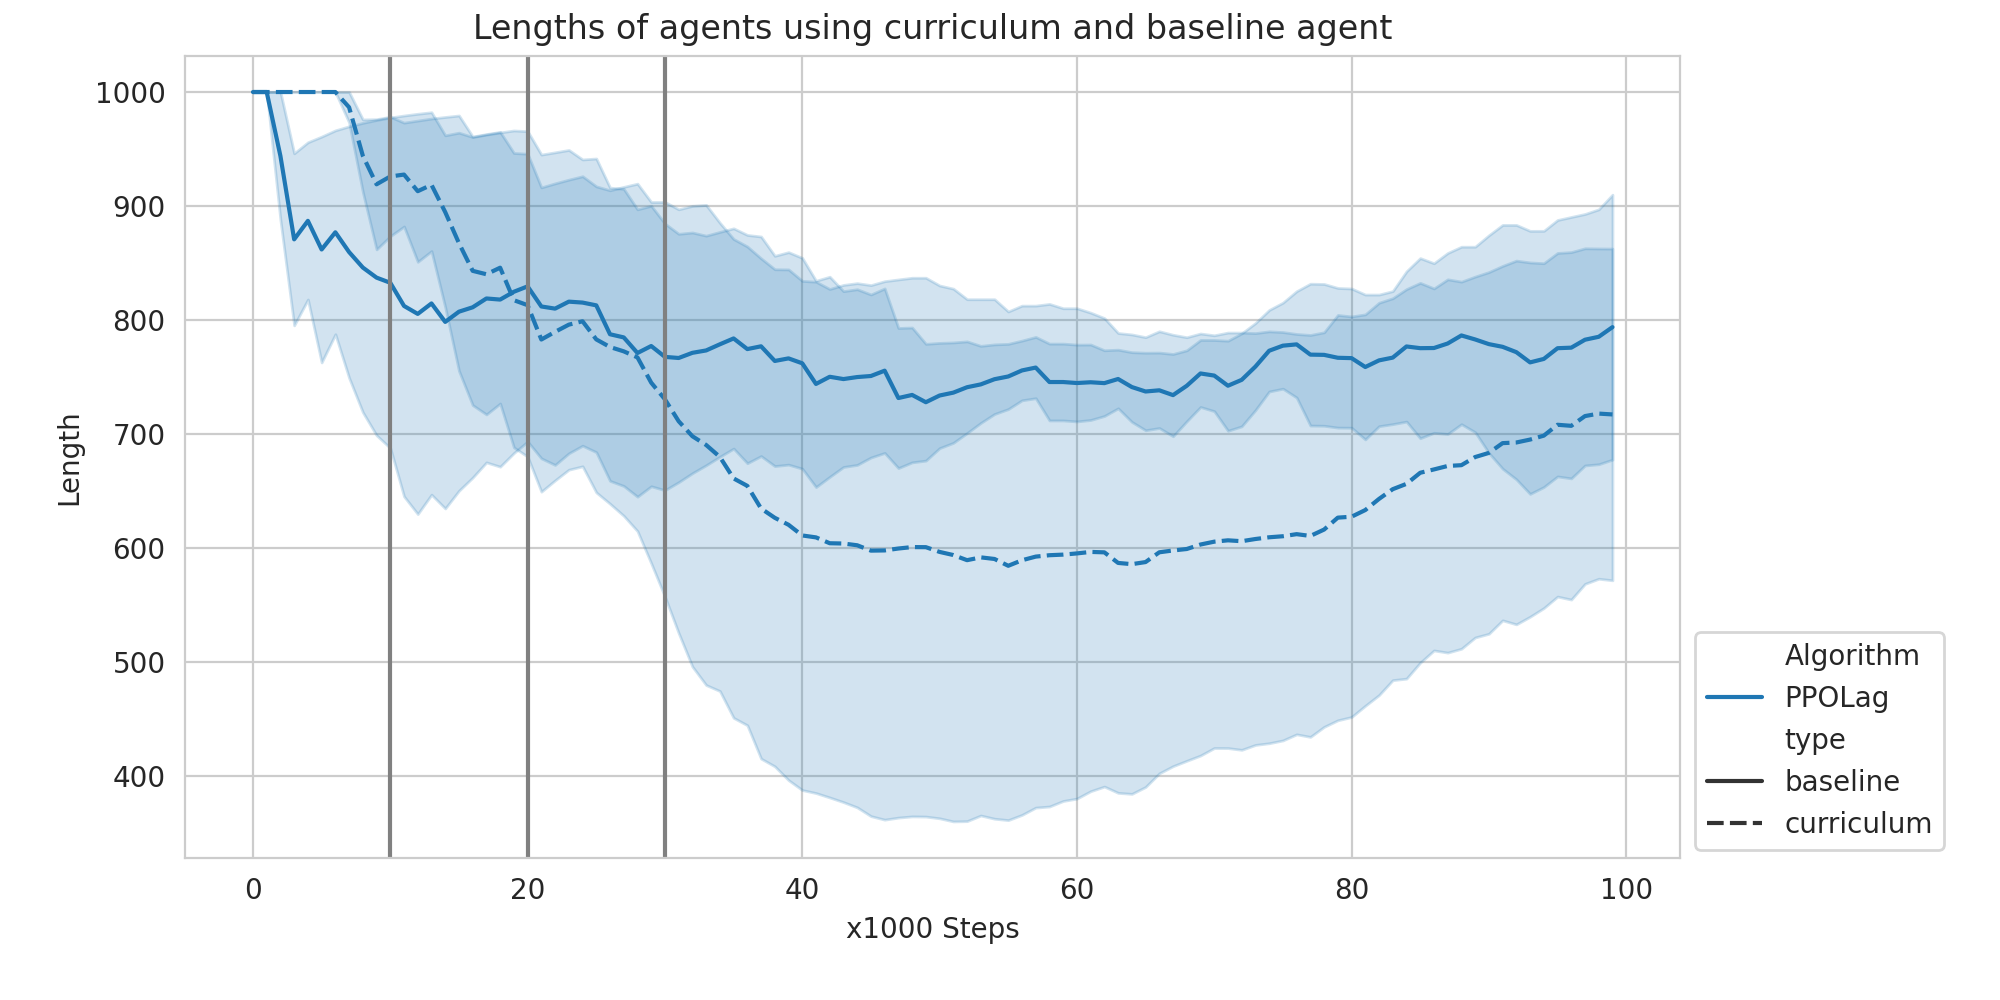 Lengths of agents using curriculum and baseline agent
1000
900
800
700
600
500
400
Length
0 20 40 60 80 100
x1000 Steps
Algorithm
PPOLag
type
baseline
curriculum